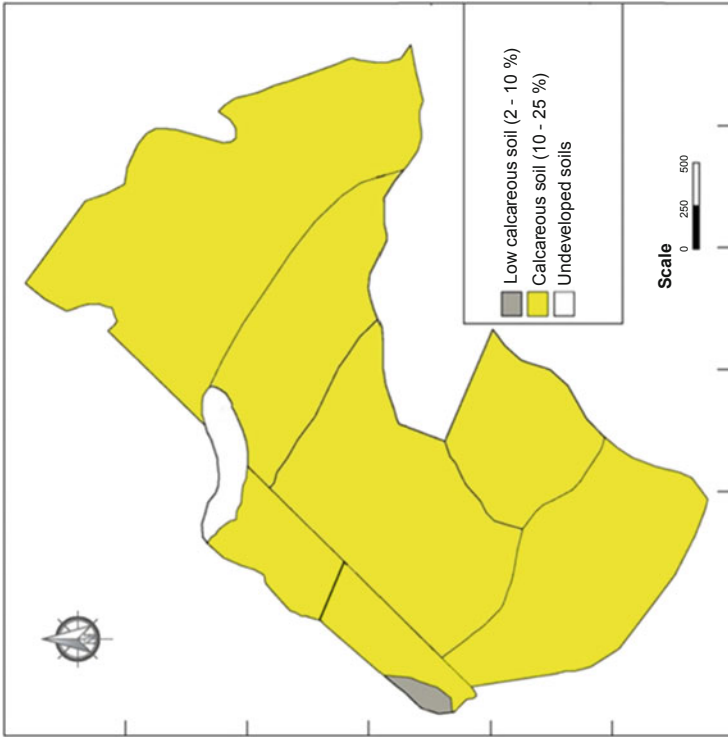 Low calcareous soil (2 - 10 %)
Calcareous soil (10 - 25 %)
Undeveloped soils
Scale
0 250 500